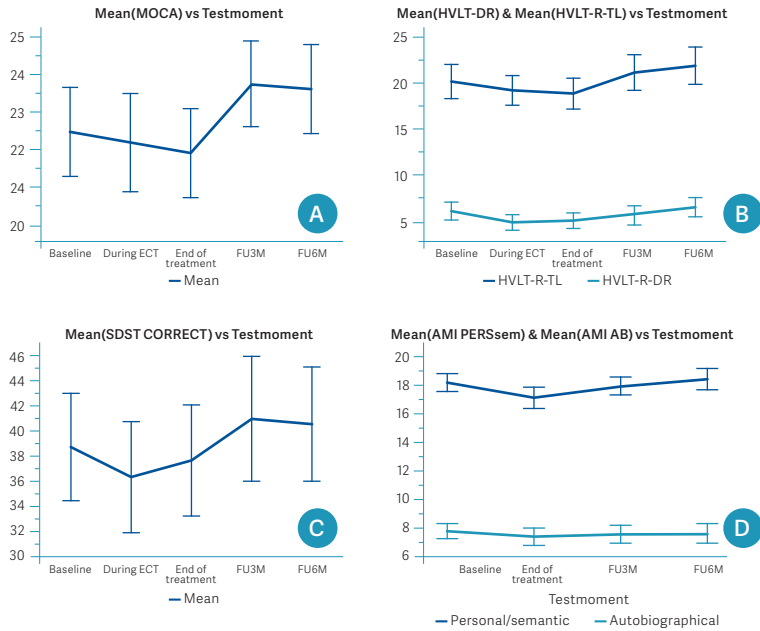 Mean(MOCA) vs Testmoment
25
24
23
22
24
20
Baseline During ECT End of treatment FU3M FU6M
Mean
A
Mean(HVLT-DR) & Mean(HVLT-R-TL) vs Testmoment
25
20
15
10
5
Baseline During ECT End of treatment FU3M FU6M
HVLT-R-TL HVLT-R-DR
B
Mean(SDST CORRECT) vs Testmoment
46
44
42
40
38
36
34
32
30
Baseline During ECT End of treatment FU3M FU6M
Mean
C
Mean(AMI PERSsem) & Mean(AMI AB) vs Testmoment
20
18
16
14
12
10
8
6
Baseline End of treatment FU3M FU6M
Testmoment
Personal/semantic Autobiographical
D